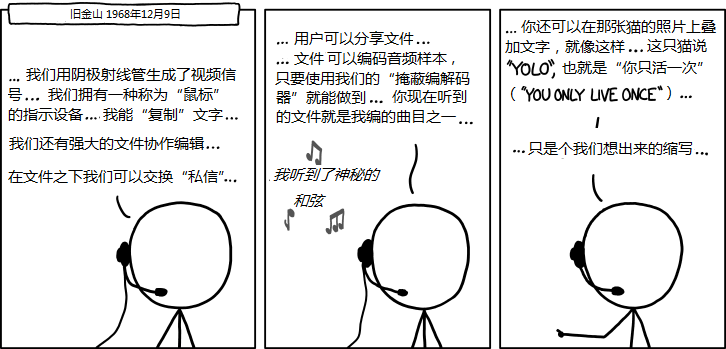 旧金山 1968年12月9日
... 我们用阴极射线管生成了视频信
号... 我们拥有一种称为“鼠标”
的指示设备... 我能“复制”文字...
我们还有强大的文件协作编辑...
在文件之下我们可以交换“私信”...
... 用户可以分享文件...
... 文件可以编码音频样本，
只要使用我们的“掩蔽编解码
器”就能做到... 你现在听到
的文件就是我编的曲目之一...
我听到了神秘的
和弦
... 你还可以在那张猫的照片上叠
加文字，就像这样... 这只猫说
“YOLO”, 也就是“你只活一次”
（“YOU ONLY LIVE ONCE”）...
... 只是个我们想出来的缩写...